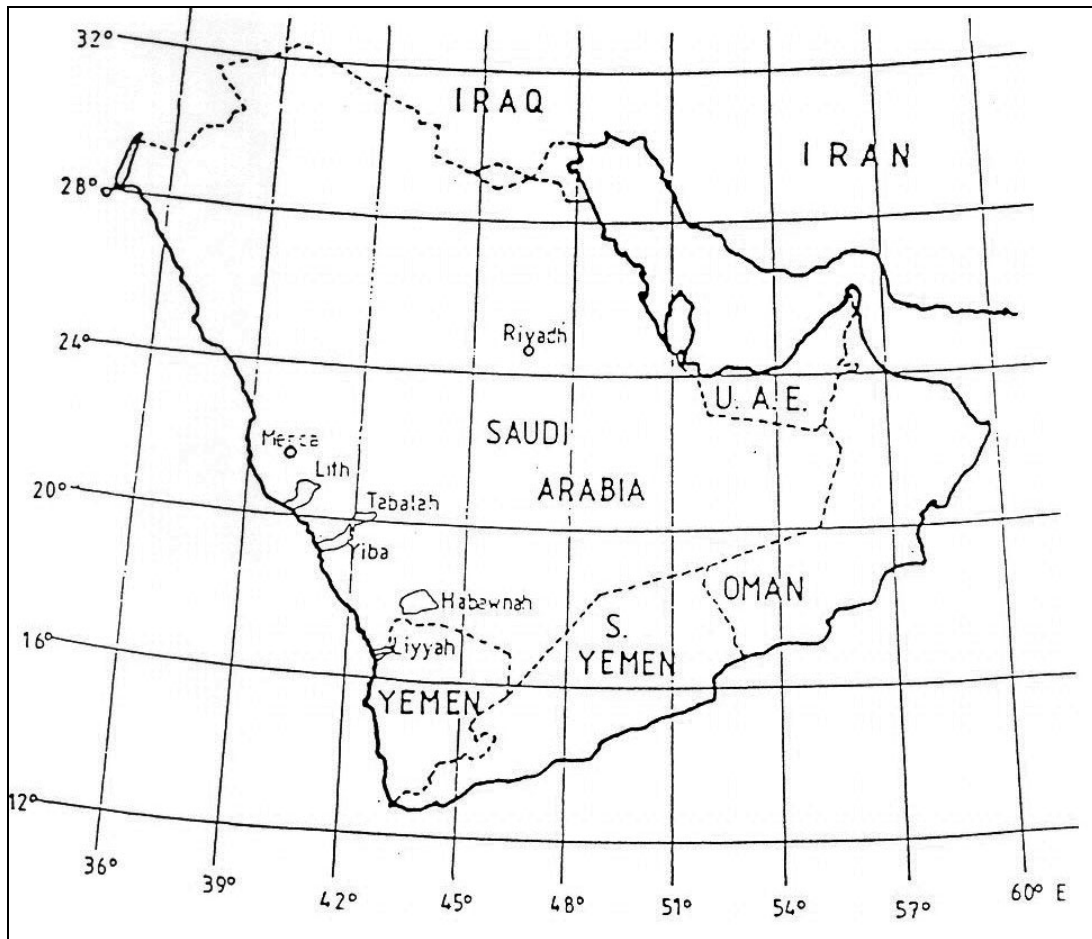 32°
IRAQ
IRAN
28°
24°
Riyadh
U. A. E.
SAUDI
ARABIA
Mecca
Lith
20°
Tabalah
Yiba
OMAN
Habawnah
S.
YEMEN
16°
Liyyah
YEMEN
12°
36°
39°
42°
45°
48°
51°
54°
57°
60° E